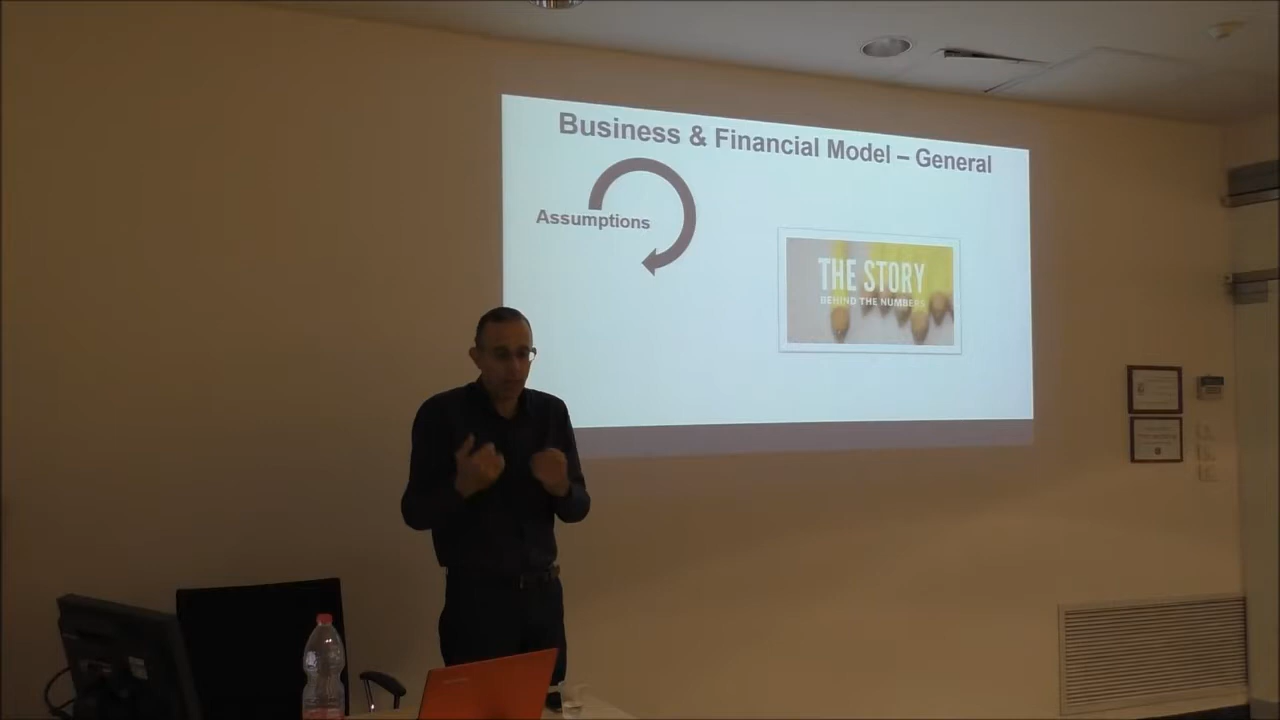 Business & Financial Model – General
Assumptions
THE STORY
BEHIND THE NUMBERS